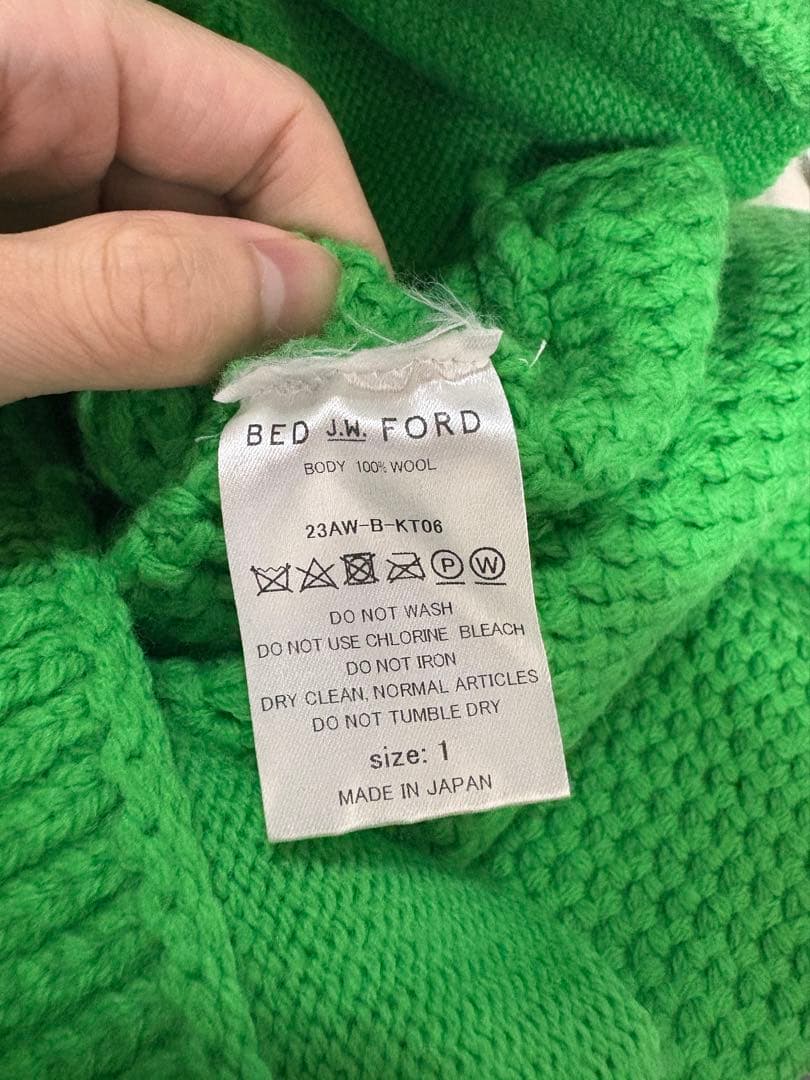 BED J.W. FORD
BODY 100% WOOL
23AW-B-KT06
P W
DO NOT WASH
DO NOT USE CHLORINE BLEACH
DO NOT IRON
DRY CLEAN, NORMAL ARTICLES
DO NOT TUMBLE DRY
size: 1
MADE IN JAPAN